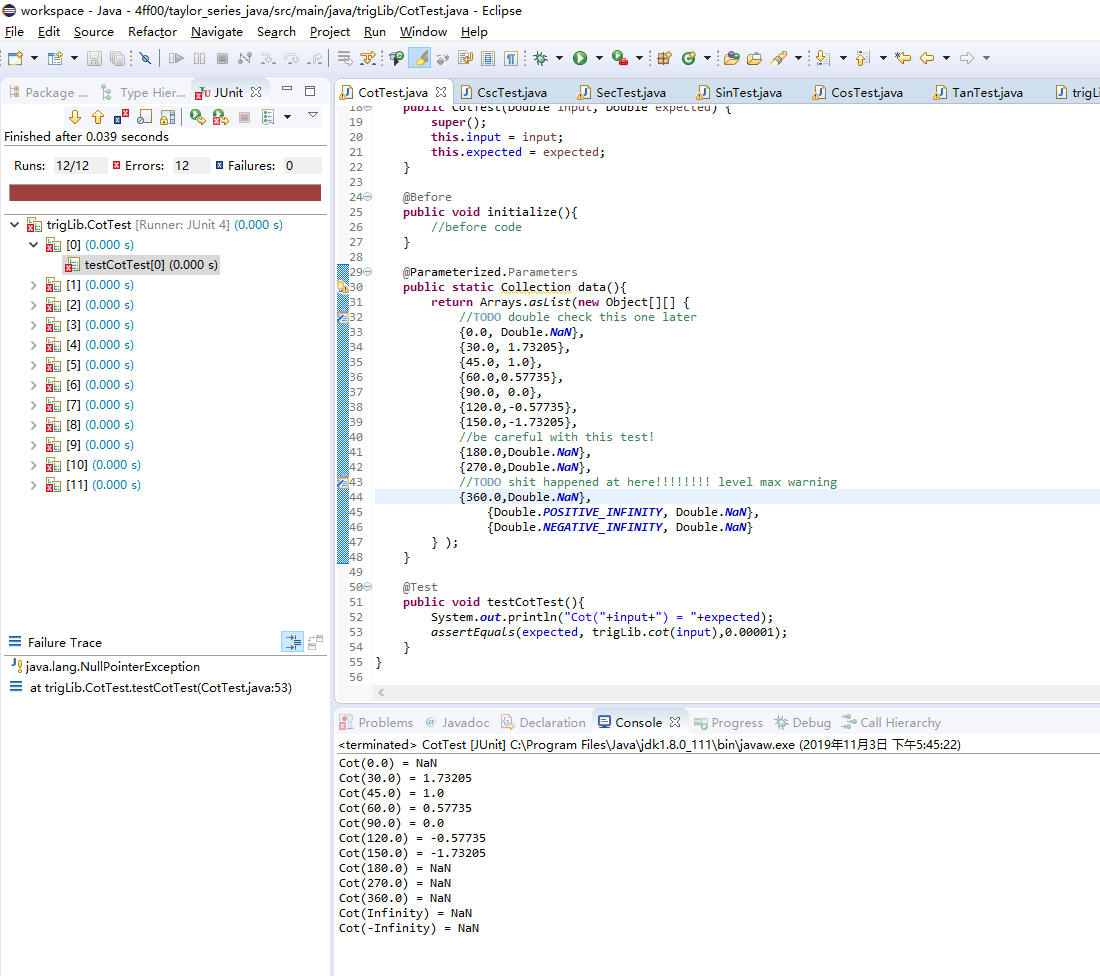 workspace - Java - 4ff00/taylor_series_java/src/main/java/trigLib/CotTest.java - Eclipse
File Edit Source Refactor Navigate Search Project Run Window Help
Package ... Type Hier... JUnit
Finished after 0.039 seconds
Runs: 12/12 Errors: 12 Failures: 0
trigLib.CotTest [Runner: JUnit 4] (0.000 s)
[0] (0.000 s)
testCotTest[0] (0.000 s)
[1] (0.000 s)
[2] (0.000 s)
[3] (0.000 s)
[4] (0.000 s)
[5] (0.000 s)
[6] (0.000 s)
[7] (0.000 s)
[8] (0.000 s)
[9] (0.000 s)
[10] (0.000 s)
[11] (0.000 s)
Failure Trace
java.lang.NullPointerException
at trigLib.CotTest.testCotTest(CotTest.java:53)
CotTest.java CscTest.java SecTest.java SinTest.java CosTest.java TanTest.java trigLi
18 public CotTest(Double input, Double expected) {
19 super();
20 this.input = input;
21 this.expected = expected;
22 }
23
24 @Before
25 public void initialize(){
26 //before code
27 }
28
29 @Parameterized.Parameters
30 public static Collection data(){
31 return Arrays.asList(new Object[][] {
32 //TODO double check this one later
33 {0.0, Double.NaN},
34 {30.0, 1.73205},
35 {45.0, 1.0},
36 {60.0,0.57735},
37 {90.0, 0.0},
38 {120.0,-0.57735},
39 {150.0,-1.73205},
40 //be careful with this test!
41 {180.0,Double.NaN},
42 {270.0,Double.NaN},
43 //TODO shit happened at here!!!!!!!! level max warning
44 {360.0,Double.NaN},
45 {Double.POSITIVE_INFINITY, Double.NaN},
46 {Double.NEGATIVE_INFINITY, Double.NaN}
47 } );
48 }
49
50 @Test
51 public void testCotTest(){
52 System.out.println("Cot("+input+") = "+expected);
53 assertEquals(expected, trigLib.cot(input),0.00001);
54 }
55 }
56
Problems @ Javadoc Declaration Console Progress Debug Call Hierarchy
<terminated> CotTest [JUnit] C:\Program Files\Java\jdk1.8.0_111\bin\javaw.exe (2019年11月3日 下午5:45:22)
Cot(0.0) = NaN
Cot(30.0) = 1.73205
Cot(45.0) = 1.0
Cot(60.0) = 0.57735
Cot(90.0) = 0.0
Cot(120.0) = -0.57735
Cot(150.0) = -1.73205
Cot(180.0) = NaN
Cot(270.0) = NaN
Cot(360.0) = NaN
Cot(Infinity) = NaN
Cot(-Infinity) = NaN